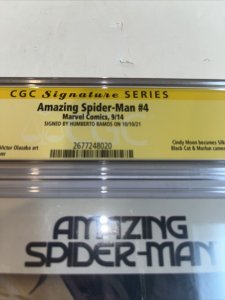 CGC Signature SERIES
Amazing Spider-Man #4
Marvel Comics, 9/14
SIGNED BY HUMBERTO RAMOS ON 10/10/21
Victor Olazaba art
Cindy Moon becomes Silk
Black Cat & Morlun cameo
2677248020
AMAZING
SPIDER-MAN